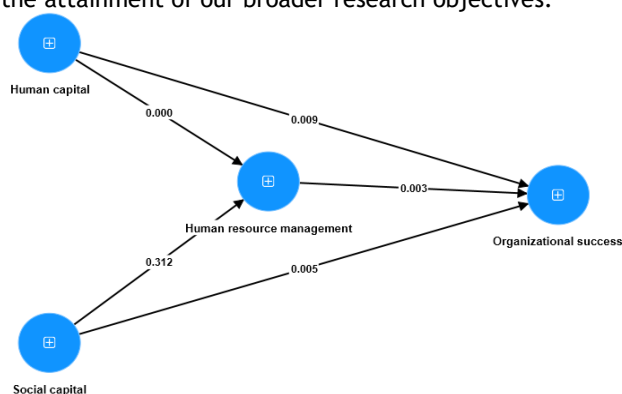 the attainment of our broader research objectives.
Human capital
0.000
0.009
0.003
Human resource management
Organizational success
0.312
0.005
Social capital